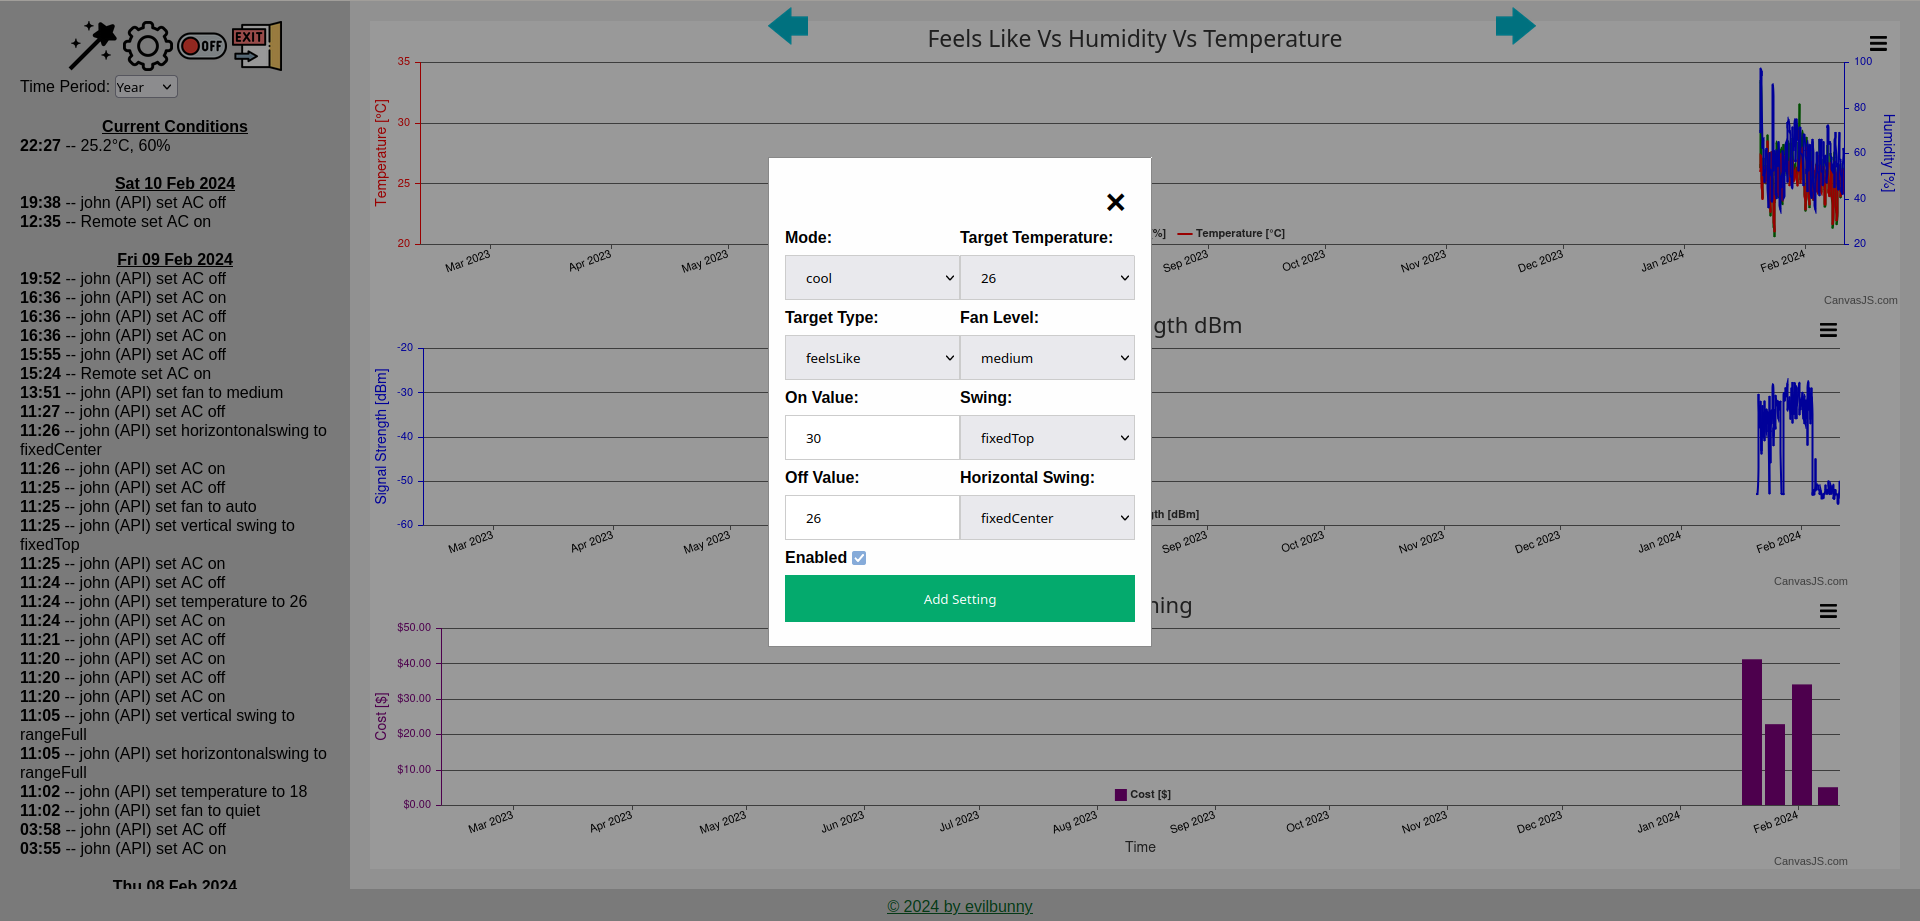 EXIT
OFF
Time Period: Year
Current Conditions
22:27 -- 25.2°C, 60%
Sat 10 Feb 2024
19:38 -- john (API) set AC off
12:35 -- Remote set AC on
Fri 09 Feb 2024
19:52 -- john (API) set AC off
16:36 -- john (API) set AC on
16:36 -- john (API) set AC off
16:36 -- john (API) set AC on
15:55 -- john (API) set AC off
15:24 -- Remote set AC on
13:51 -- john (API) set fan to medium
11:27 -- john (API) set AC off
11:26 -- john (API) set horizontonalswing to
fixedCenter
11:26 -- john (API) set AC on
11:25 -- john (API) set AC off
11:25 -- john (API) set fan to auto
11:25 -- john (API) set vertical swing to
fixedTop
11:25 -- john (API) set AC on
11:24 -- john (API) set AC off
11:24 -- john (API) set temperature to 26
11:24 -- john (API) set AC on
11:21 -- john (API) set AC off
11:20 -- john (API) set AC on
11:20 -- john (API) set AC off
11:20 -- john (API) set AC on
11:05 -- john (API) set vertical swing to
rangeFull
11:05 -- john (API) set horizontonalswing to
rangeFull
11:02 -- john (API) set temperature to 18
11:02 -- john (API) set fan to quiet
03:58 -- john (API) set AC off
03:55 -- john (API) set AC on
Thu 08 Feb 2024
Feels Like Vs Humidity Vs Temperature
Temperature [°C]
35
30
25
20
100
80
60
40
20
Humidity [%]
%] Temperature [°C]
Mar 2023 Apr 2023 May 2023 Sep 2023 Oct 2023 Nov 2023 Dec 2023 Jan 2024 Feb 2024
CanvasJS.com
Mode: Target Temperature:
cool 26
Target Type: Fan Level:
feelsLike medium
On Value: Swing:
30 fixedTop
Off Value: Horizontal Swing:
26 fixedCenter
Enabled
Add Setting
gth dBm
Signal Strength [dBm]
-20
-30
-40
-50
-60
gth [dBm]
Mar 2023 Apr 2023 May 2023 Sep 2023 Oct 2023 Nov 2023 Dec 2023 Jan 2024 Feb 2024
CanvasJS.com
ning
Cost [$]
$50.00
$40.00
$30.00
$20.00
$10.00
$0.00
Cost [$]
Mar 2023 Apr 2023 May 2023 Jun 2023 Jul 2023 Aug 2023 Sep 2023 Oct 2023 Nov 2023 Dec 2023 Jan 2024 Feb 2024
Time
CanvasJS.com
© 2024 by evilbunny